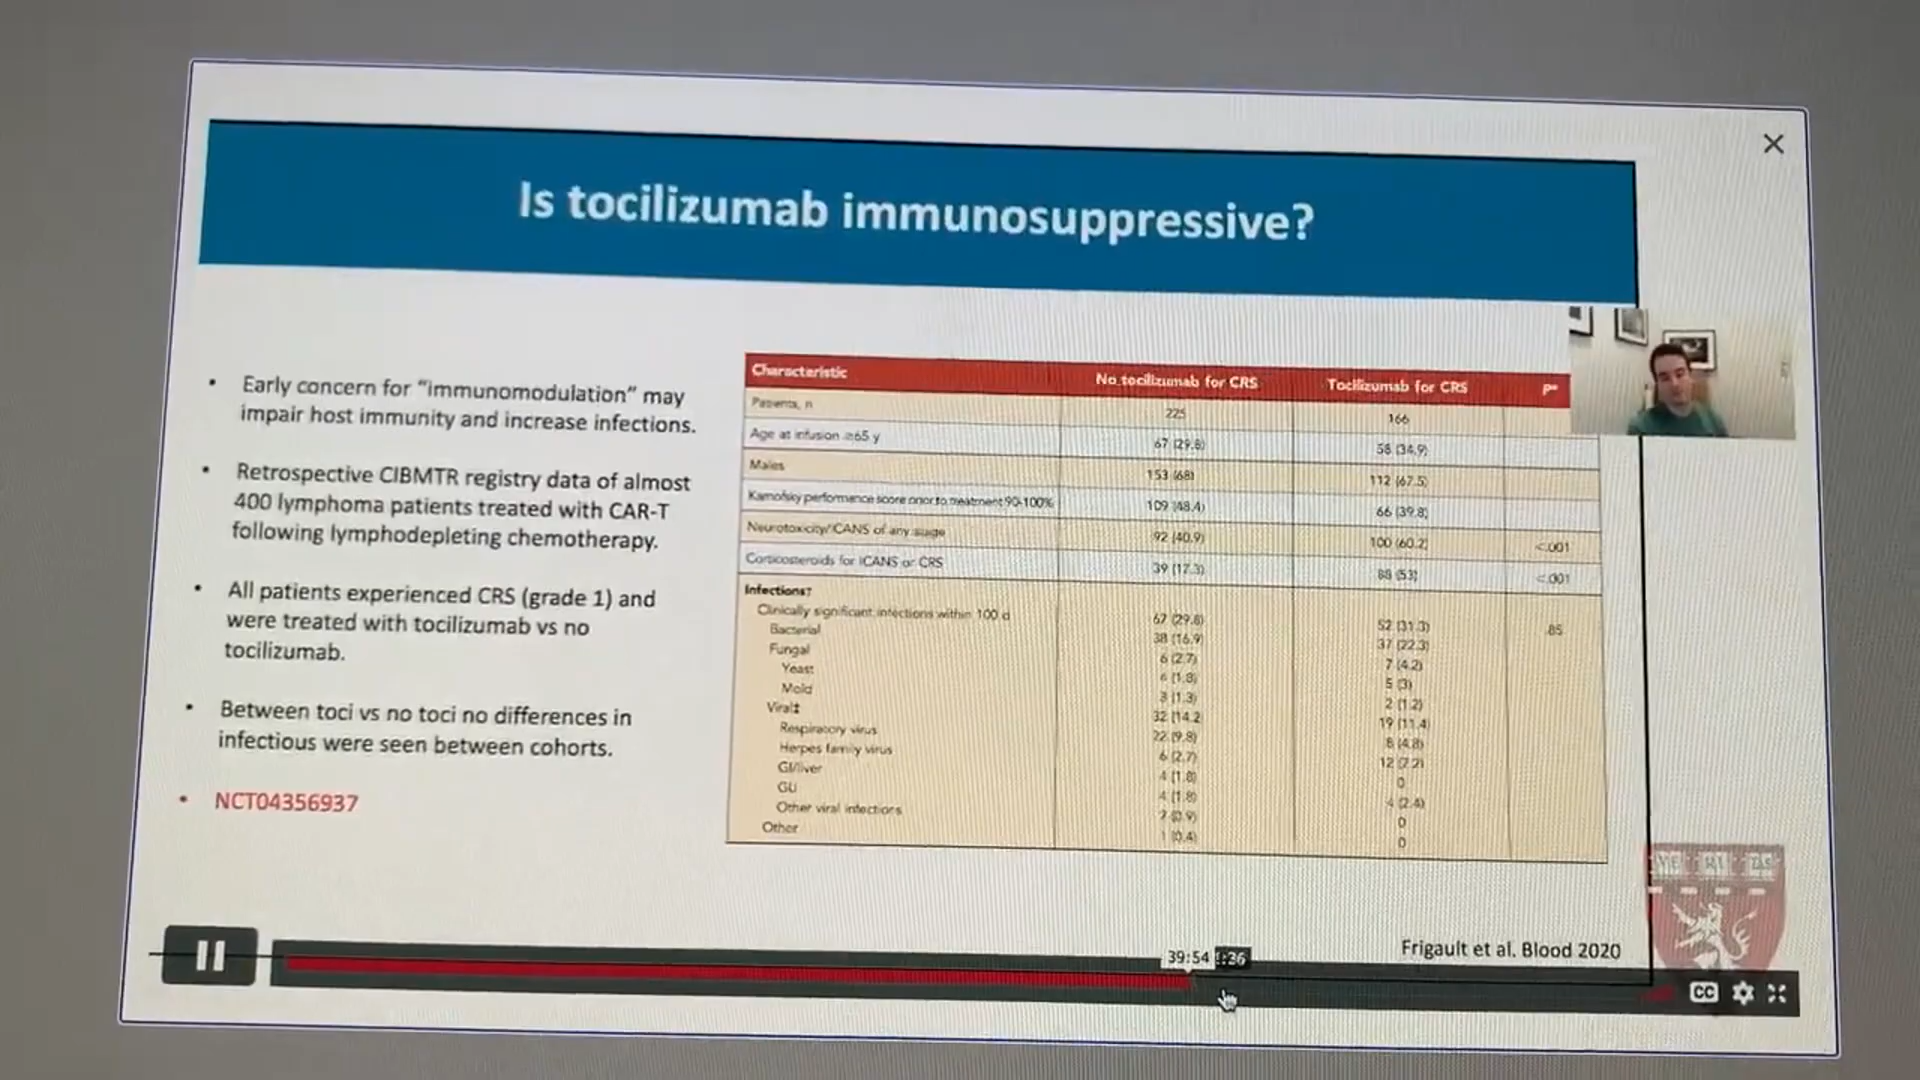 Is tocilizumab immunosuppressive?
• Early concern for "immunomodulation" may
impair host immunity and increase infections.
• Retrospective CIBMTR registry data of almost
400 lymphoma patients treated with CAR-T
following lymphodepleting chemotherapy.
• All patients experienced CRS (grade 1) and
were treated with tocilizumab vs no
tocilizumab.
• Between toci vs no toci no differences in
infectious were seen between cohorts.
• NCT04356937
Characteristic No tocilizumab for CRS Tocilizumab for CRS P*
Patients, n 225 166
Age at infusion ≥65 y 67 (29.8) 58 (34.9)
Males 153 (68) 112 (67.5)
Karnofsky performance score prior to treatment 90-100% 109 (48.4) 66 (39.8)
Neurotoxicity/ICANS of any stage 92 (40.9) 100 (60.2) <.001
Corticosteroids for ICANS or CRS 39 (17.3) 88 (53) <.001
Infections†
Clinically significant infections within 100 d 67 (29.8) 52 (31.3) .85
Bacterial 38 (16.9) 37 (22.3)
Fungal 6 (2.7) 7 (4.2)
Yeast 4 (1.8) 5 (3)
Mold 3 (1.3) 2 (1.2)
Viral‡ 32 (14.2 19 (11.4)
Respiratory virus 22 (9.8) 8 (4.8)
Herpes family virus 6 (2.7) 12 (7.2)
GI/liver 4 (1.8) 0
GU 4 (1.8) 4 (2.4)
Other viral infections 2 (0.9) 0
Other 1 (0.4) 0
Frigault et al. Blood 2020
VE RI TAS
39:54
CC